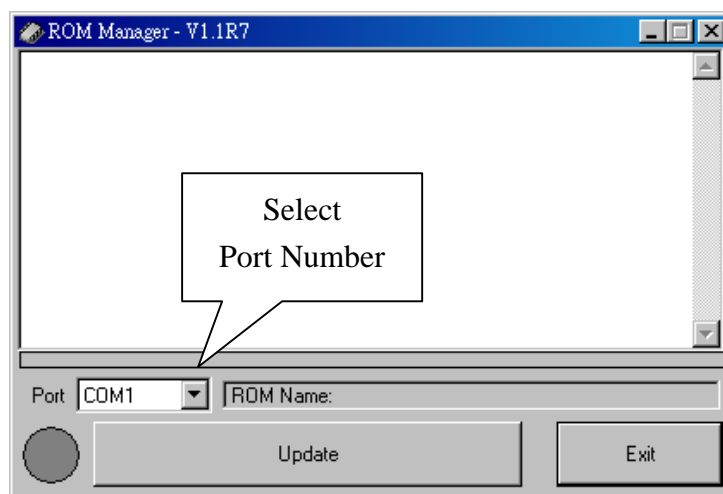 ROM Manager - V1.1R7
Select
Port Number
Port COM1 ROM Name:
Update Exit